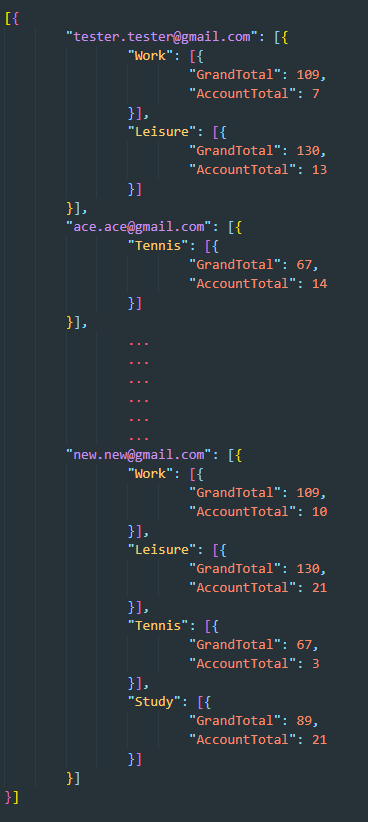 [{
"tester.tester@gmail.com": [{
"Work": [{
"GrandTotal": 109,
"AccountTotal": 7
}],
"Leisure": [{
"GrandTotal": 130,
"AccountTotal": 13
}]
}],
"ace.ace@gmail.com": [{
"Tennis": [{
"GrandTotal": 67,
"AccountTotal": 14
}]
}],
...
...
...
...
...
...
"new.new@gmail.com": [{
"Work": [{
"GrandTotal": 109,
"AccountTotal": 10
}],
"Leisure": [{
"GrandTotal": 130,
"AccountTotal": 21
}],
"Tennis": [{
"GrandTotal": 67,
"AccountTotal": 3
}],
"Study": [{
"GrandTotal": 89,
"AccountTotal": 21
}]
}]
}]